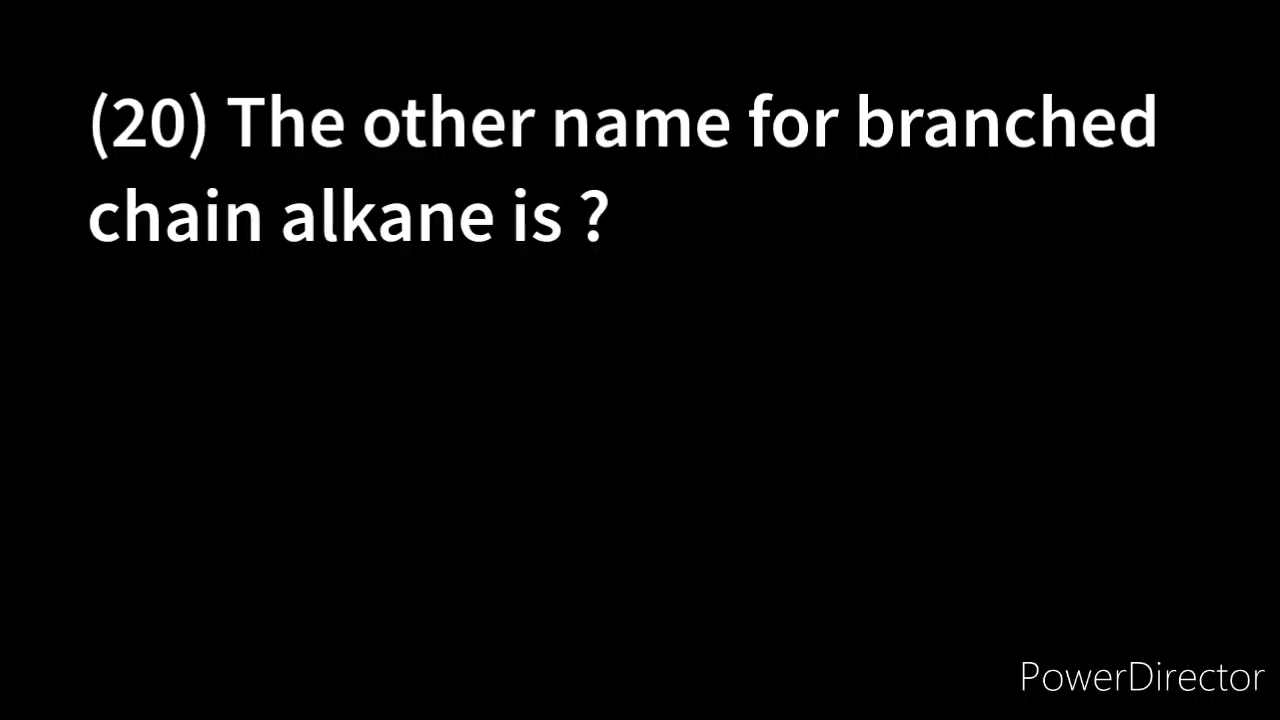 (20) The other name for branched
chain alkane is ?
PowerDirector